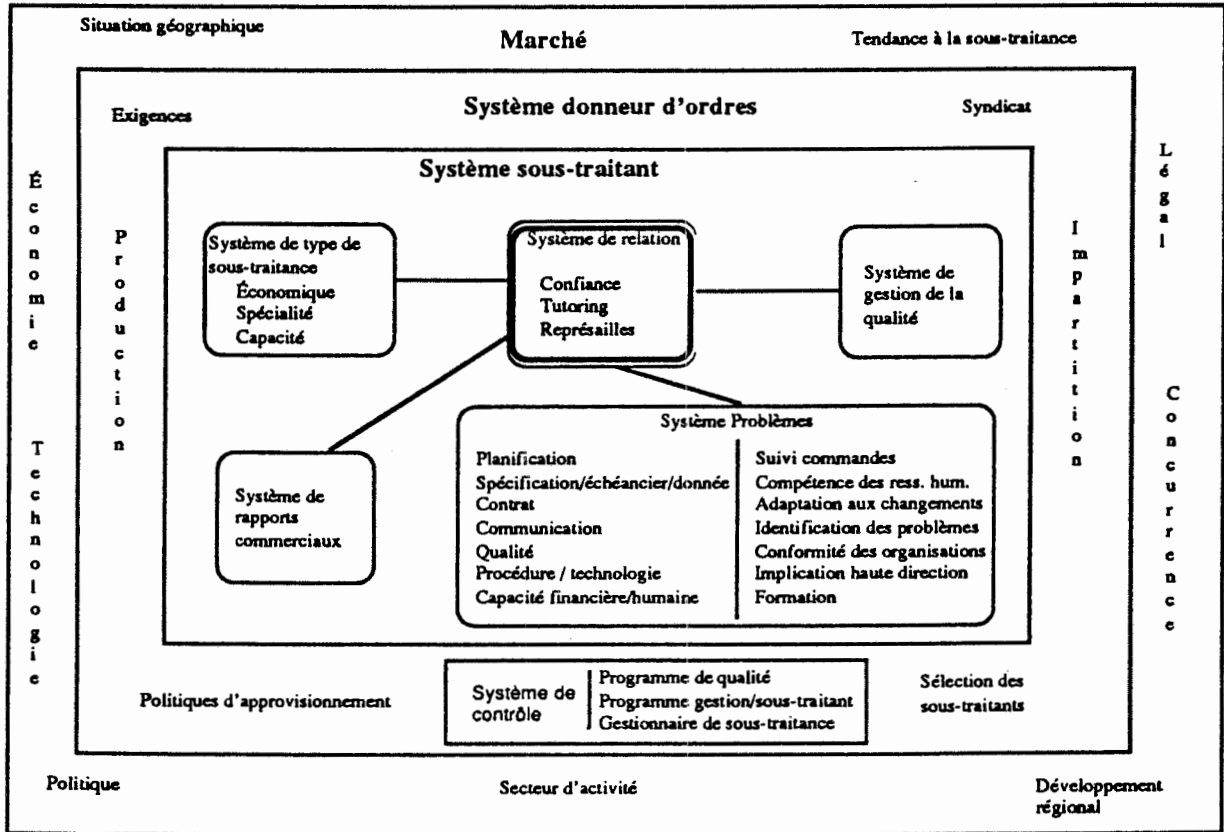 Situation géographique
Marché
Tendance à la sous-traitance
Exigences
Système donneur d'ordres
Syndicat
Système sous-traitant
Économie
Technologie
Production
Système de type de
sous-traitance
Économique
Spécialité
Capacité
Système de relation
Confiance
Tutoring
Représailles
Système de
gestion de la
qualité
Impartition
Légal
Concurrence
Système de
rapports
commerciaux
Système Problèmes
Planification
Spécification/échéancier/donnée
Contrat
Communication
Qualité
Procédure / technologie
Capacité financière/humaine
Suivi commandes
Compétence des ress. hum.
Adaptation aux changements
Identification des problèmes
Conformité des organisations
Implication haute direction
Formation
Politiques d'approvisionnement
Système de
contrôle
Programme de qualité
Programme gestion/sous-traitant
Gestionnaire de sous-traitance
Sélection des
sous-traitants
Politique
Secteur d'activité
Développement
régional